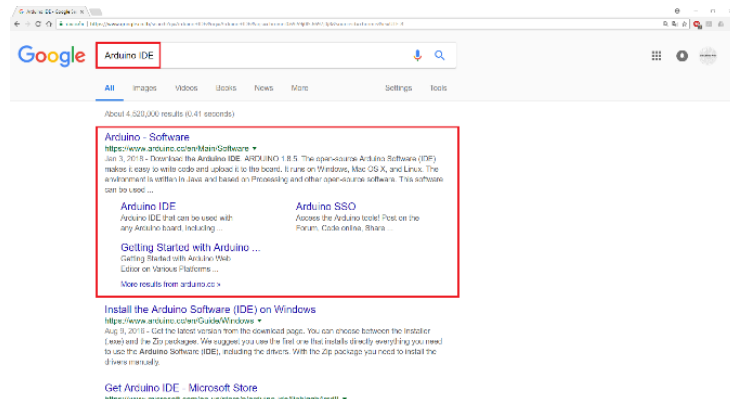 Google
Arduino IDE
All Images Videos Books News More Settings Tools
About 4,520,000 results (0.41 seconds)
Arduino - Software
https://www.arduino.cc/en/Main/Software
Jan 3, 2018 - Download the Arduino IDE. ARDUINO 1.8.5. The open-source Arduino Software (IDE)
makes it easy to write code and upload it to the board. It runs on Windows, Mac OS X, and Linux. The
environment is written in Java and based on Processing and other open-source software. This software
can be used ...
Arduino IDE
Arduino IDE that can be used with
any Arduino board, including ...
Arduino SSO
Access the Arduino tools! Post on the
Forum, Code online, Share ...
Getting Started with Arduino ...
Getting Started with Arduino Web
Editor on Various Platforms ...
More results from arduino.cc »
Install the Arduino Software (IDE) on Windows
https://www.arduino.cc/en/Guide/Windows
Aug 9, 2016 - Get the latest version from the download page. You can choose between the Installer
(.exe) and the Zip packages. We suggest you use the first one that installs directly everything you need
to use the Arduino Software (IDE), including the drivers. With the Zip package you need to install the
drivers manually.
Get Arduino IDE - Microsoft Store